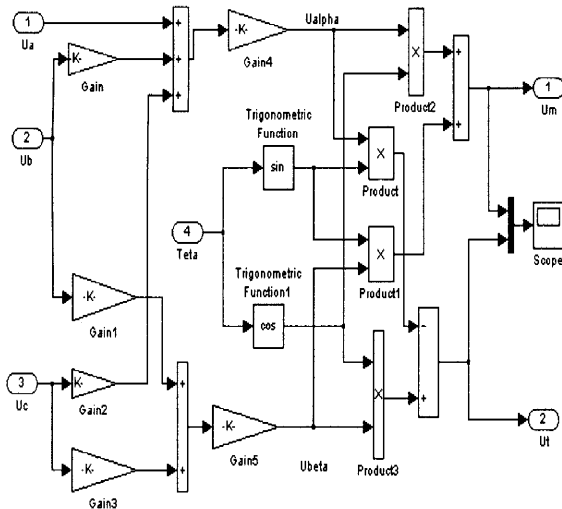 1
Ua
-K-
Gain
2
Ub
+
+
+
-K-
Gain4
Ualpha
X
Product2
+
+
1
Um
Trigonometric
Function
sin
X
Product
4
Teta
X
Product1
Scope
Trigonometric
Function1
cos
-K-
Gain1
-
+
3
Uc
K-
Gain2
+
+
-K-
Gain5
Ubeta
X
Product3
2
Ut
-K-
Gain3